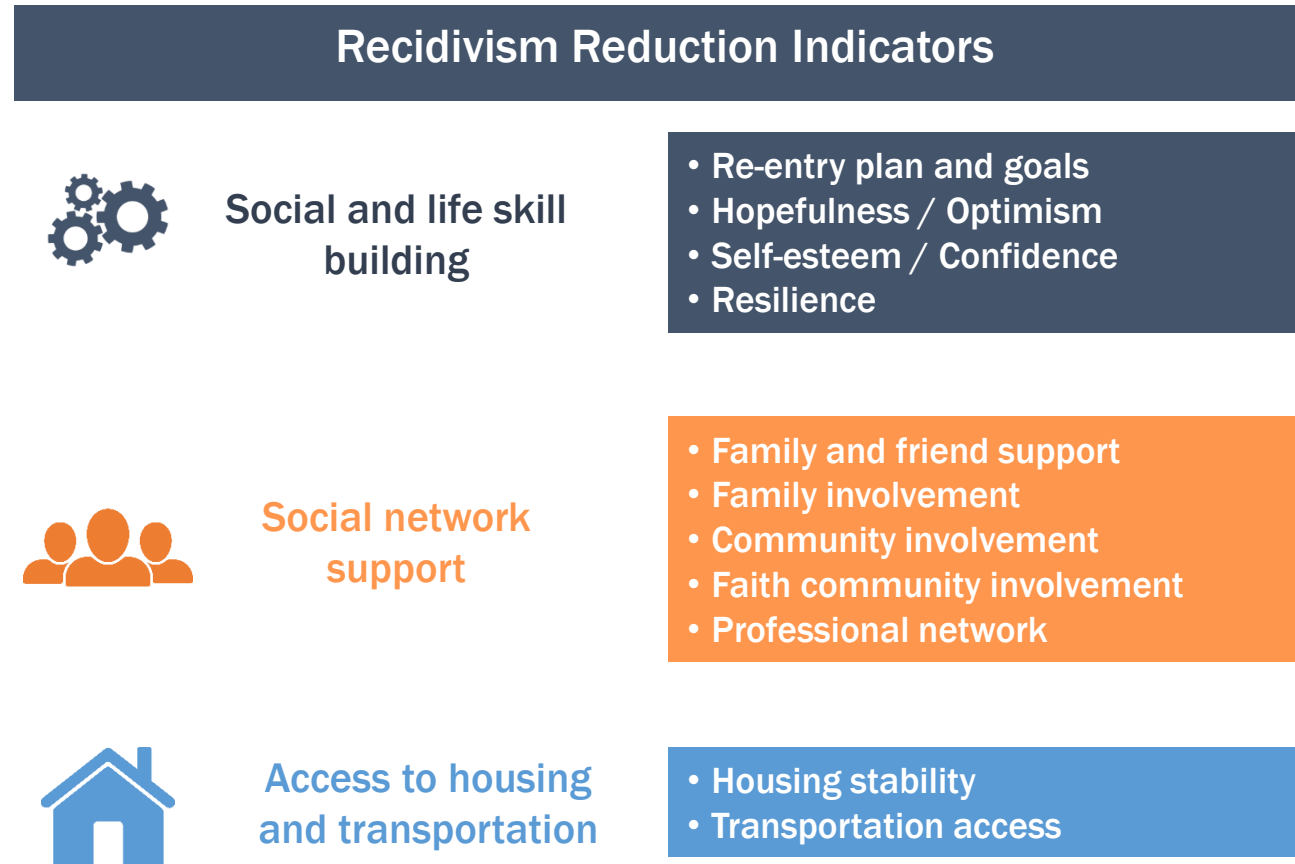 Recidivism Reduction Indicators
Social and life skill
building
• Re-entry plan and goals
• Hopefulness / Optimism
• Self-esteem / Confidence
• Resilience
Social network
support
• Family and friend support
• Family involvement
• Community involvement
• Faith community involvement
• Professional network
Access to housing
and transportation
• Housing stability
• Transportation access